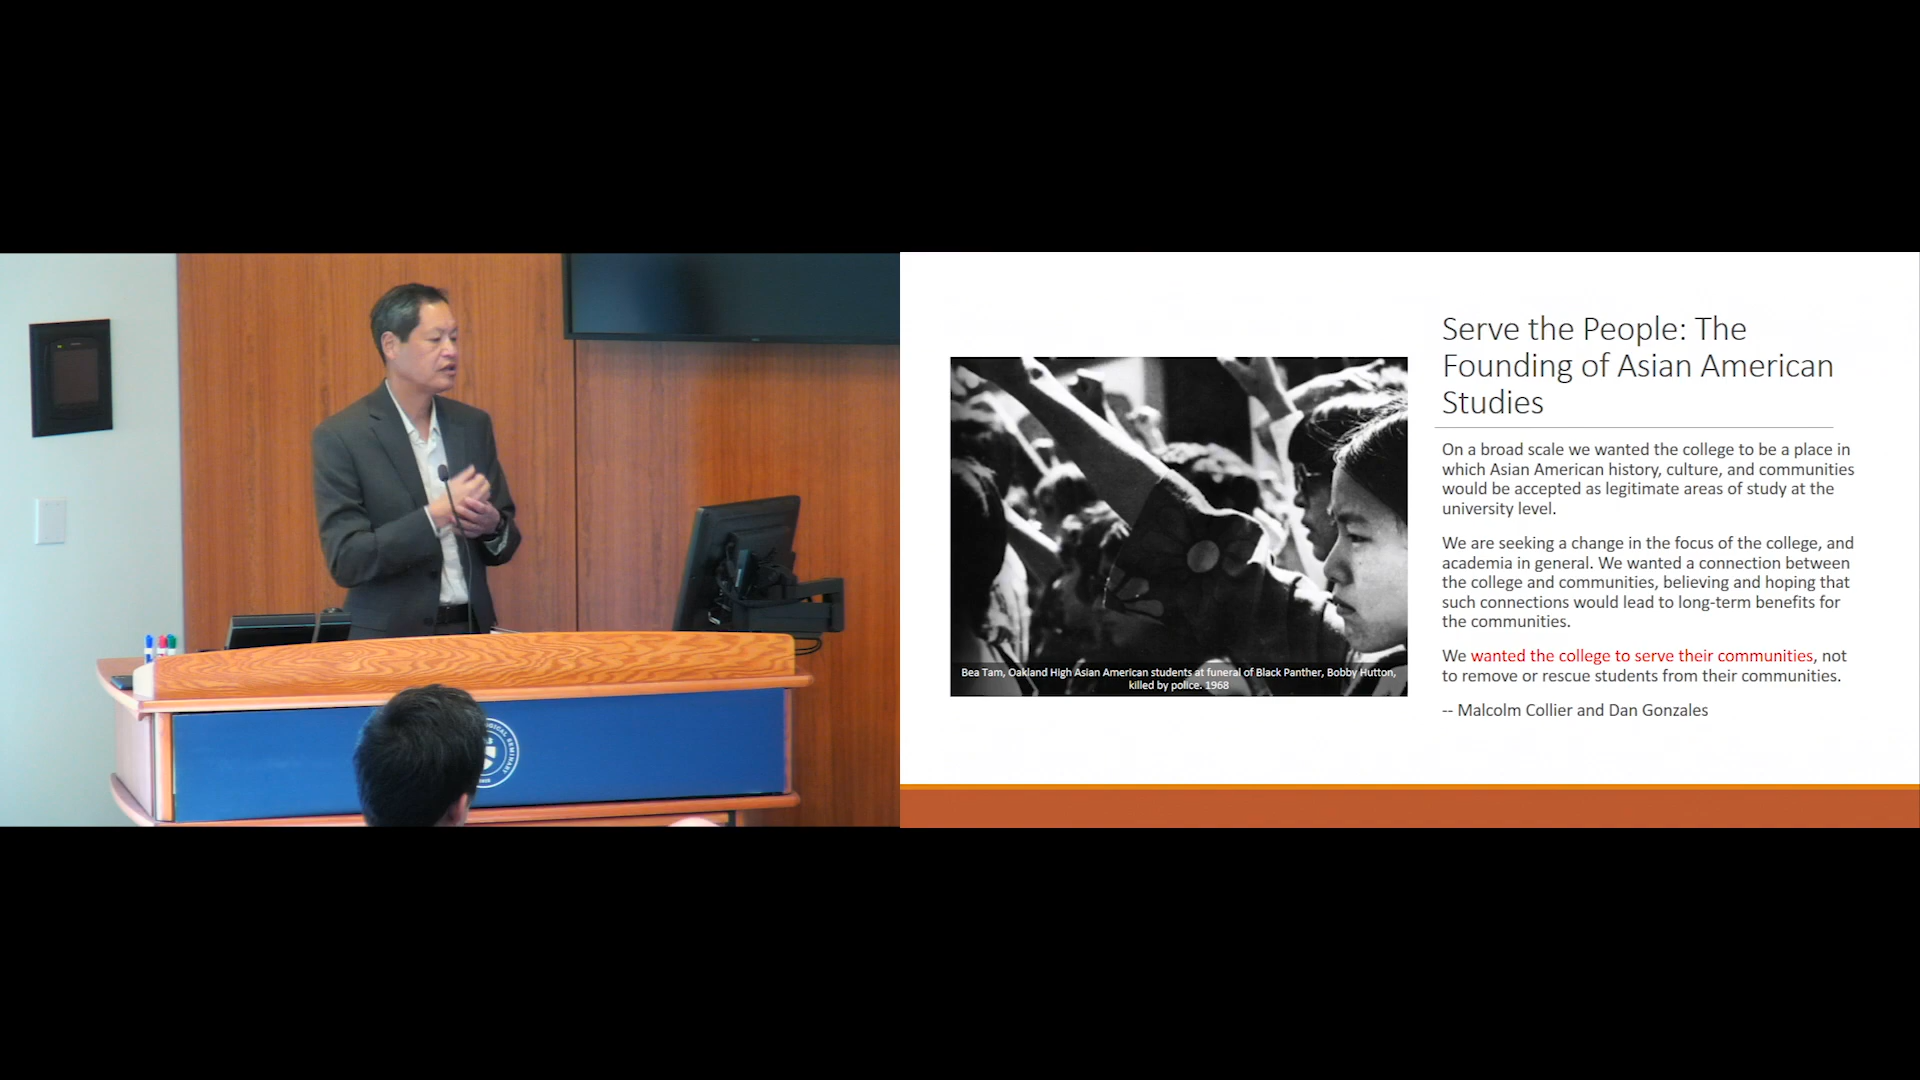 Serve the People: The
Founding of Asian American
Studies
On a broad scale we wanted the college to be a place in
which Asian American history, culture, and communities
would be accepted as legitimate areas of study at the
university level.
We are seeking a change in the focus of the college, and
academia in general. We wanted a connection between
the college and communities, believing and hoping that
such connections would lead to long-term benefits for
the communities.
We wanted the college to serve their communities, not
to remove or rescue students from their communities.
-- Malcolm Collier and Dan Gonzales
Bea Tam, Oakland High Asian American students at funeral of Black Panther, Bobby Hutton,
killed by police. 1968
SEMINARY